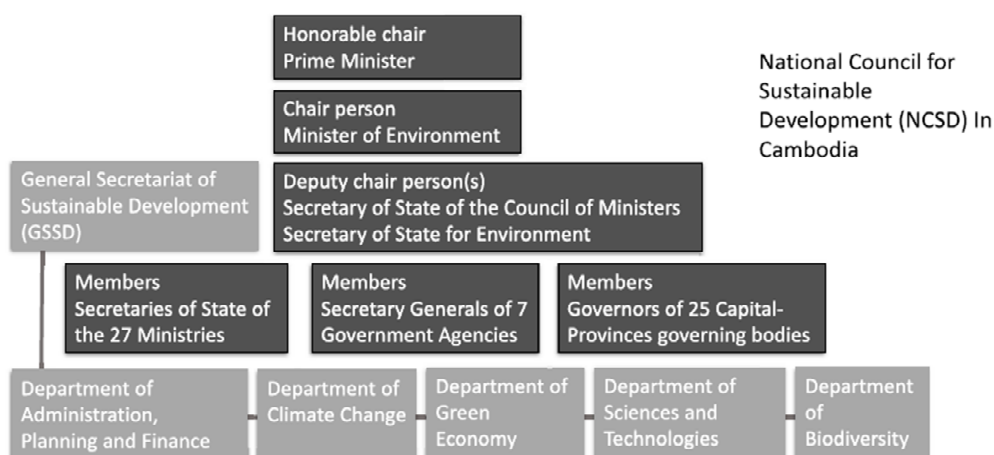 Honorable chair
Prime Minister
National Council for
Sustainable
Development (NCSD) In
Cambodia
Chair person
Minister of Environment
General Secretariat of
Sustainable Development
(GSSD)
Deputy chair person(s)
Secretary of State of the Council of Ministers
Secretary of State for Environment
Members
Secretaries of State of
the 27 Ministries
Members
Secretary Generals of 7
Government Agencies
Members
Governors of 25 Capital-
Provinces governing bodies
Department of
Administration,
Planning and Finance
Department of
Climate Change
Department of
Green
Economy
Department of
Sciences and
Technologies
Department
of
Biodiversity